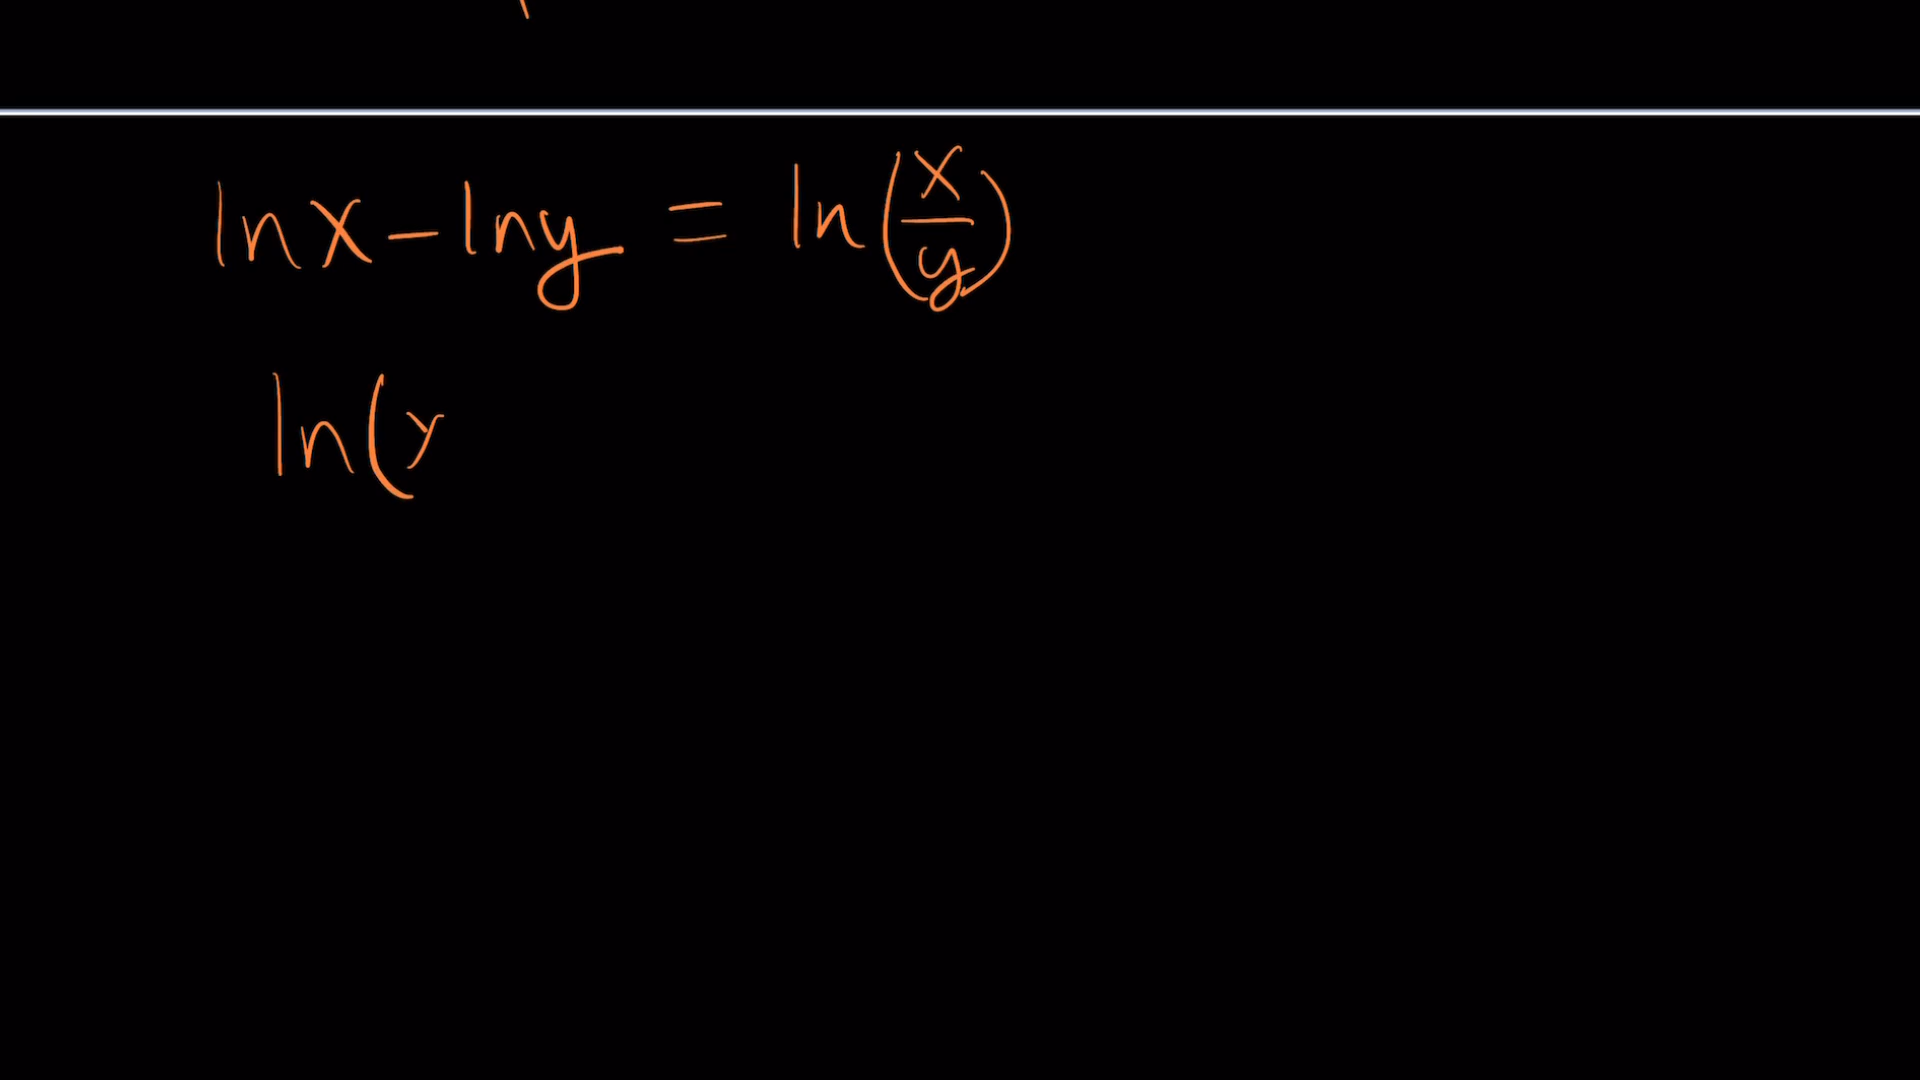 lnx - lny = ln(x/y)
ln(x